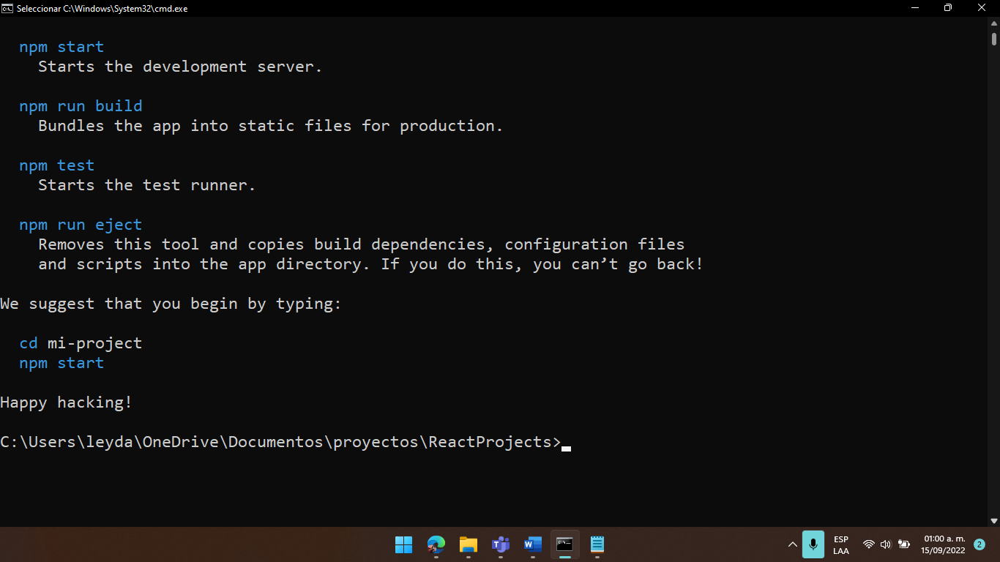 Seleccionar C:\Windows\System32\cmd.exe
npm start
Starts the development server.
npm run build
Bundles the app into static files for production.
npm test
Starts the test runner.
npm run eject
Removes this tool and copies build dependencies, configuration files
and scripts into the app directory. If you do this, you can’t go back!
We suggest that you begin by typing:
cd mi-project
npm start
Happy hacking!
C:\Users\leyda\OneDrive\Documentos\proyectos\ReactProjects>
ESP
LAA
01:00 a. m.
15/09/2022
2